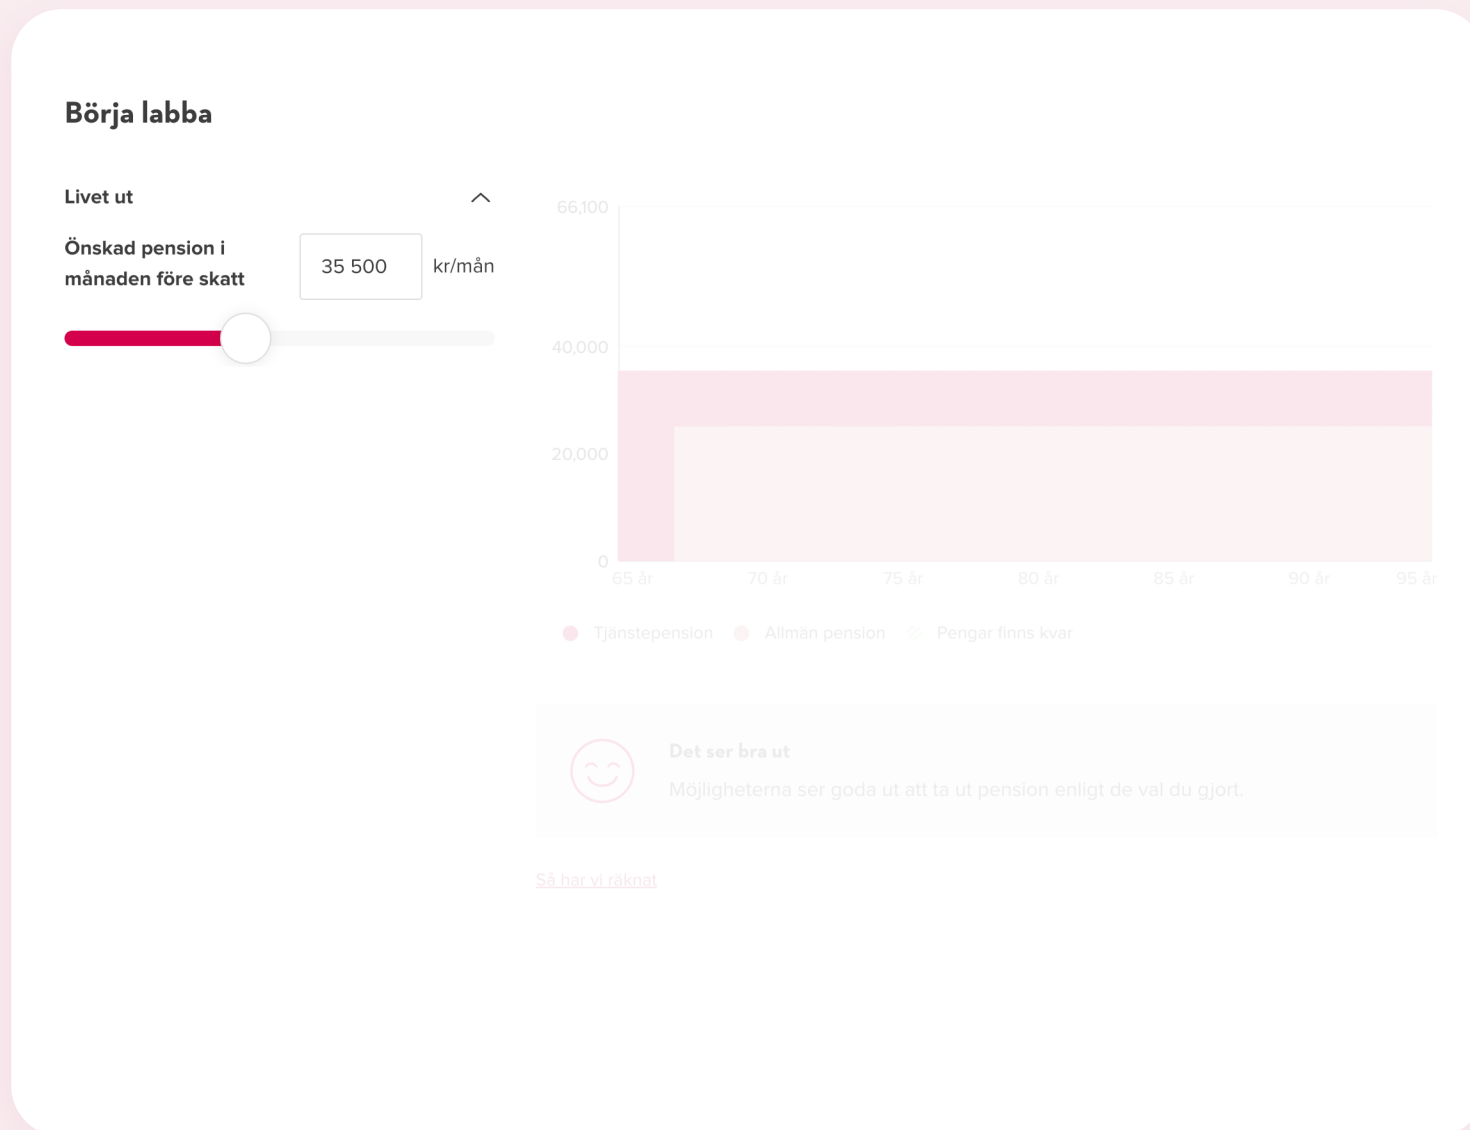 Börja labba
Livet ut
Önskad pension i
månaden före skatt
35 500
kr/mån
66,100
40,000
20,000
0
65 år 70 år 75 år 80 år 85 år 90 år 95 år
Tjänstepension Allmän pension Pengar finns kvar
Det ser bra ut
Möjligheterna ser goda ut att ta ut pension enligt de val du gjort.
Så har vi räknat